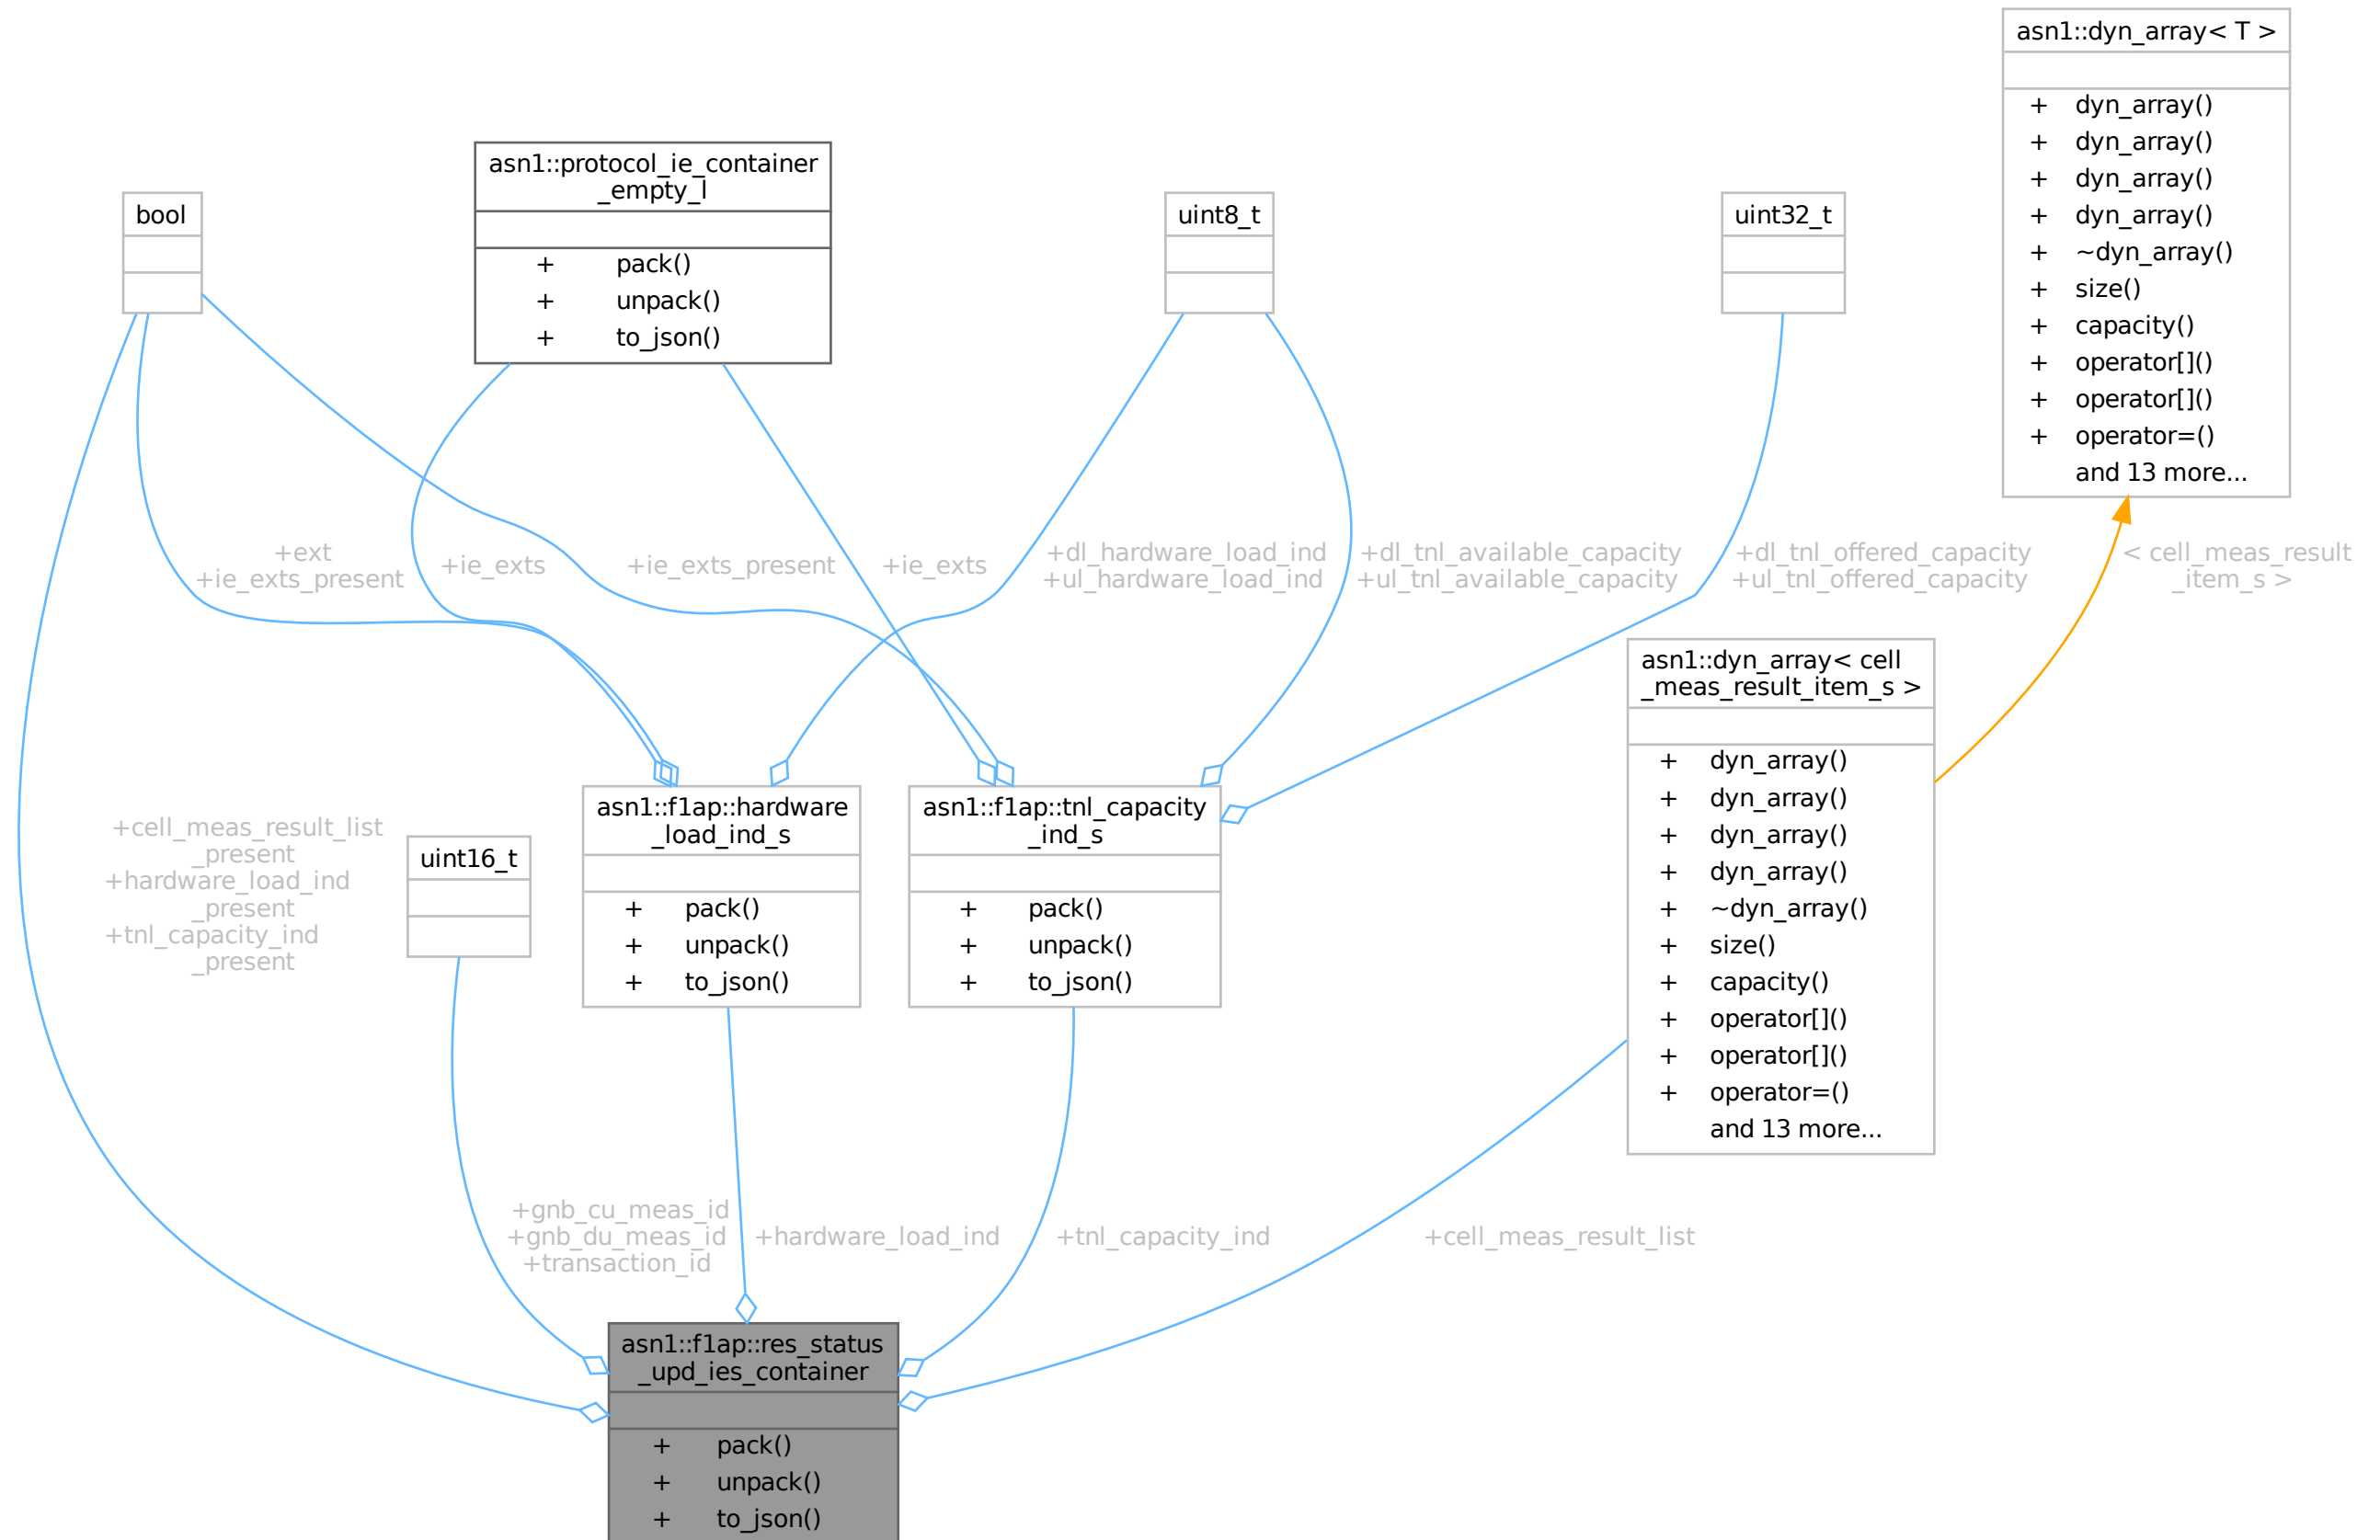 asn1::dyn_array< T >
+ dyn_array()
+ dyn_array()
+ dyn_array()
+ dyn_array()
+ ~dyn_array()
+ size()
+ capacity()
+ operator[]()
+ operator[]()
+ operator=()
and 13 more...
asn1::protocol_ie_container
_empty_l
+ pack()
+ unpack()
+ to_json()
bool
uint8_t
uint32_t
+ext
+ie_exts_present
+ie_exts
+ie_exts_present
+ie_exts
+dl_hardware_load_ind
+ul_hardware_load_ind
+dl_tnl_available_capacity
+ul_tnl_available_capacity
+dl_tnl_offered_capacity
+ul_tnl_offered_capacity
< cell_meas_result
_item_s >
asn1::dyn_array< cell
_meas_result_item_s >
+ dyn_array()
+ dyn_array()
+ dyn_array()
+ dyn_array()
+ ~dyn_array()
+ size()
+ capacity()
+ operator[]()
+ operator[]()
+ operator=()
and 13 more...
+cell_meas_result_list
_present
+hardware_load_ind
_present
+tnl_capacity_ind
_present
uint16_t
asn1::f1ap::hardware
_load_ind_s
+ pack()
+ unpack()
+ to_json()
asn1::f1ap::tnl_capacity
_ind_s
+ pack()
+ unpack()
+ to_json()
+gnb_cu_meas_id
+gnb_du_meas_id
+transaction_id
+hardware_load_ind
+tnl_capacity_ind
+cell_meas_result_list
asn1::f1ap::res_status
_upd_ies_container
+ pack()
+ unpack()
+ to_json()